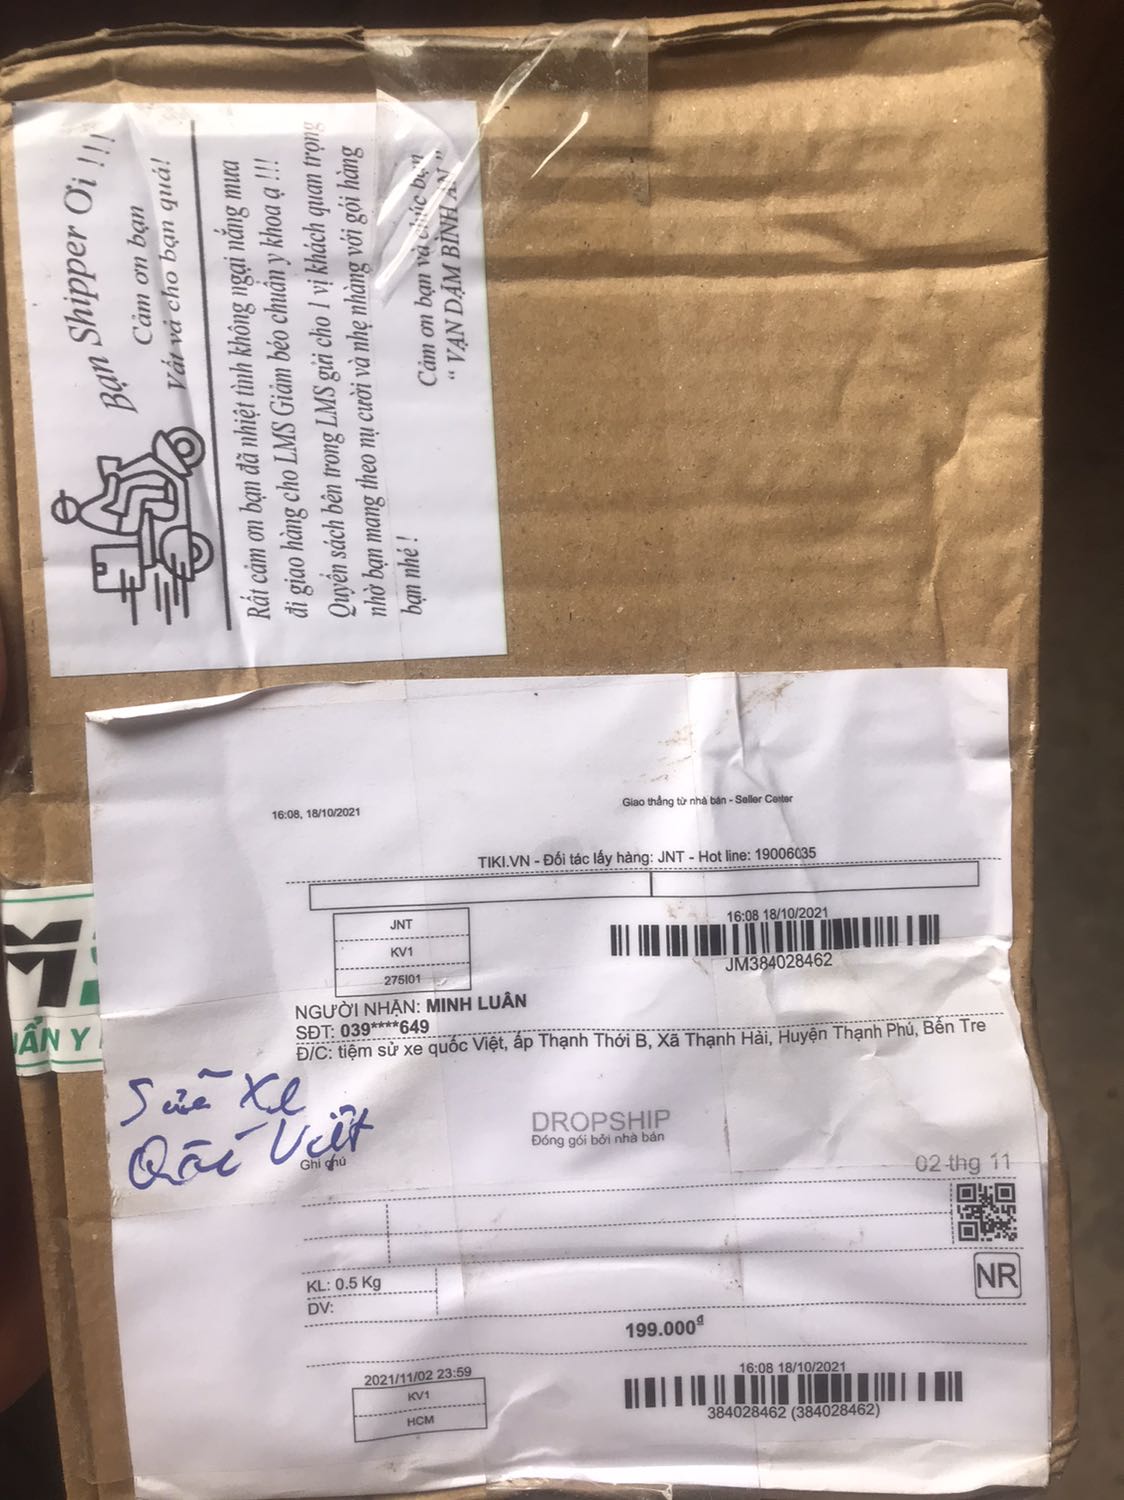 Bạn Shipper Ơi !!!
Cảm ơn bạn
Vất vả cho bạn quá!
Rất cảm ơn bạn đã nhiệt tình không ngại nắng mưa
đi giao hàng cho LMS Giảm béo chuẩn y khoa ạ !!!
Quyển sách bên trong LMS gửi cho 1 vị khách quan trọng
nhờ bạn mang theo nụ cười và nhẹ nhàng với gói hàng
bạn nhé !
Cảm ơn bạn và chúc bạn
“ VẠN DẶM BÌNH AN ”
16:08, 18/10/2021
Giao thẳng từ nhà bán - Seller Center
TIKI.VN - Đối tác lấy hàng: JNT - Hot line: 19006035
JNT
KV1
275I01
16:08 18/10/2021
JM384028462
NGƯỜI NHẬN: MINH LUÂN
SĐT: 039****649
Đ/C: tiệm sử xe quốc Việt, ấp Thạnh Thới B, Xã Thạnh Hải, Huyện Thạnh Phú, Bến Tre
Sửa Xe
Quốc Việt
DROPSHIP
Đóng gói bởi nhà bán
Ghi chú
02 thg 11
KL: 0.5 Kg
DV:
NR
199.000đ
2021/11/02 23:59
KV1
HCM
16:08 18/10/2021
384028462 (384028462)